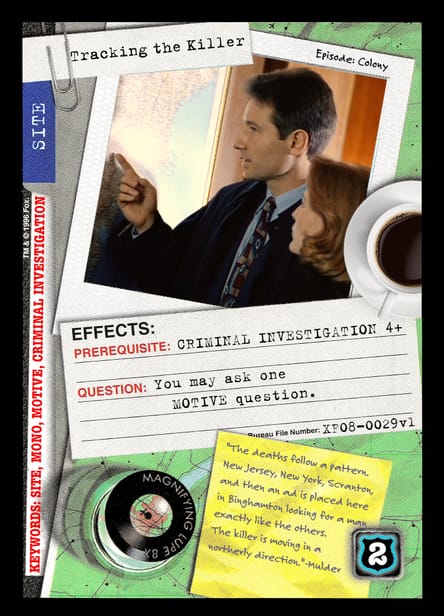 Tracking the Killer
Episode: Colony
SITE
TM & © 1996 Fox.
KEYWORDS: SITE, MONO, MOTIVE, CRIMINAL INVESTIGATION
EFFECTS:
PREREQUISITE: CRIMINAL INVESTIGATION 4+
QUESTION: You may ask one
MOTIVE question.
Bureau File Number: XF08-0029v1
MAGNIFYING LUPE 8X
"The deaths follow a pattern.
New Jersey, New York, Scranton,
and then an ad is placed here
in Binghamton looking for a man
exactly like the others.
The killer is moving in a
northerly direction."-Mulder
2